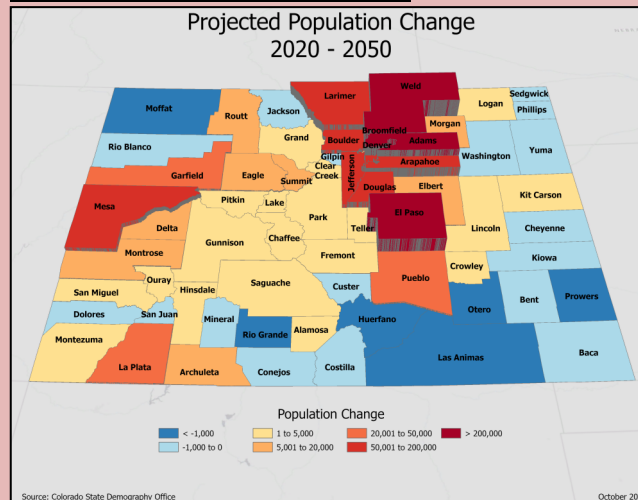 Projected Population Change
2020 - 2050
Moffat
Routt
Jackson
Larimer
Weld
Logan
Sedgwick
Phillips
Rio Blanco
Grand
Boulder
Broomfield
Morgan
Washington
Yuma
Garfield
Eagle
Summit
Gilpin
Clear
Creek
Jefferson
Denver
Adams
Arapahoe
Mesa
Pitkin
Lake
Park
Douglas
Elbert
Kit Carson
Delta
Gunnison
Chaffee
Teller
El Paso
Lincoln
Cheyenne
Montrose
Ouray
Fremont
Pueblo
Crowley
Kiowa
San Miguel
Hinsdale
Saguache
Custer
Otero
Bent
Prowers
Dolores
San Juan
Mineral
Rio Grande
Alamosa
Huerfano
Montezuma
La Plata
Archuleta
Conejos
Costilla
Las Animas
Baca
Population Change
< -1,000
1 to 5,000
20,001 to 50,000
> 200,000
-1,000 to 0
5,001 to 20,000
50,001 to 200,000
Source: Colorado State Demography Office
October 20